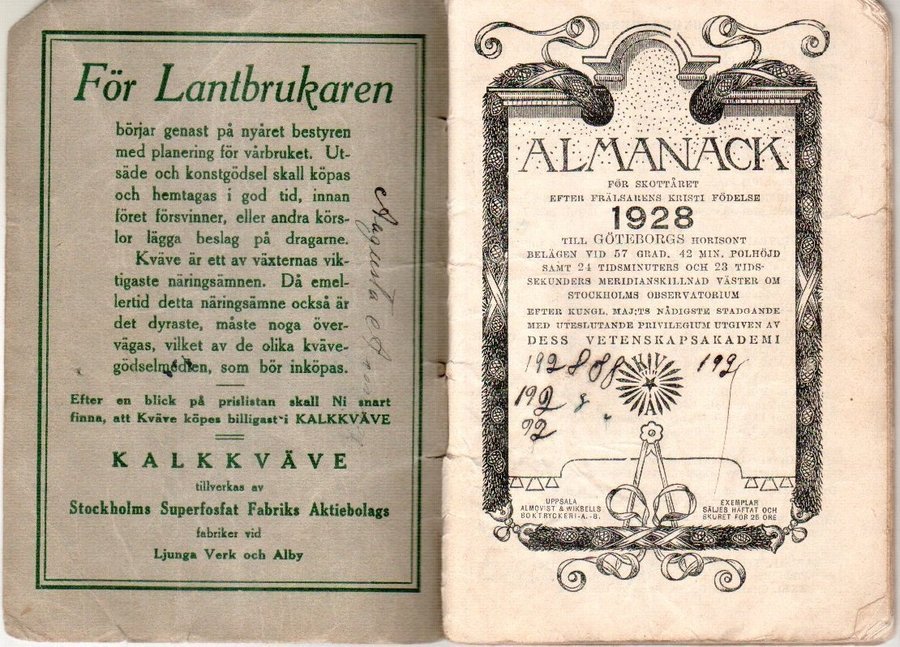 För Lantbrukaren
börjar genast på nyåret bestyren
med planering för vårbruket. Ut-
säde och konstgödsel skall köpas
och hemtagas i god tid, innan
föret försvinner, eller andra körs-
lor lägga beslag på dragarne.
Kväve är ett av växternas vik-
tigaste näringsämnen. Då emel-
lertid detta näringsämne också är
det dyraste, måste noga över-
vägas, vilket av de olika kväve-
gödselmedlen, som bör inköpas.
Efter en blick på prislistan skall Ni snart
finna, att Kväve köpes billigast i KALKKVÄVE
KALKKVÄVE
tillverkas av
Stockholms Superfosfat Fabriks Aktiebolags
fabriker vid
Ljunga Verk och Alby
Augusta
ALMANACK
FÖR SKOTTÅRET
EFTER FRÄLSARENS KRISTI FÖDELSE
1928
TILL GÖTEBORGS HORISONT
BELÄGEN VID 57 GRAD. 42 MIN. POLHÖJD
SAMT 24 TIDSMINUTERS OCH 23 TIDS-
SEKUNDERS MERIDIANSKILLNAD VÄSTER OM
STOCKHOLMS OBSERVATORIUM
EFTER KUNGL. MAJ:TS NÅDIGSTE STADGANDE
MED UTESLUTANDE PRIVILEGIUM UTGIVEN AV
DESS VETENSKAPSAKADEMI
1928 192
192
92
UPPSALA
ALMQVIST & WIKSELLS
BOKTRYCKERI-A.-B.
EXEMPLAR
SÄLJES HÄFTAT OCH
SKURET FÖR 25 ÖRE